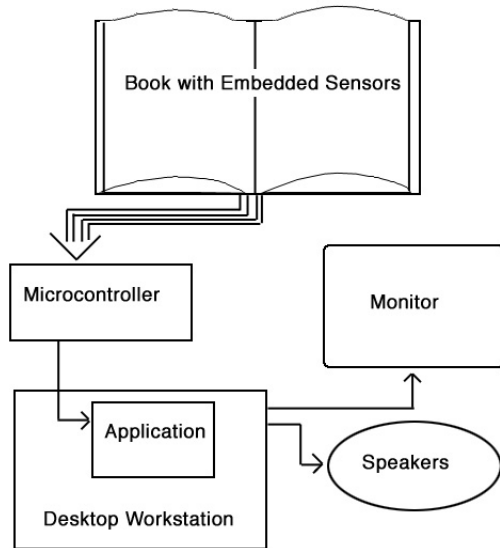 Book with Embedded Sensors
Microcontroller
Monitor
Application
Speakers
Desktop Workstation